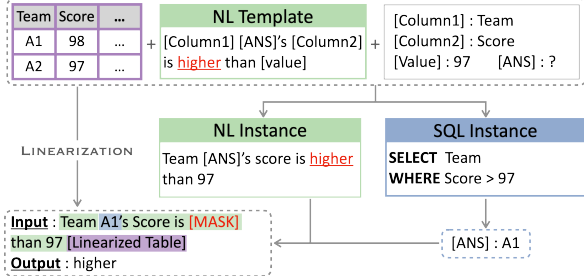 Team Score ...
A1 98 ...
A2 97 ...
+
NL Template
[Column1] [ANS]'s [Column2]
is higher than [value]
+
[Column1] : Team
[Column2] : Score
[Value] : 97 [ANS] : ?
LINEARIZATION
NL Instance
Team [ANS]'s score is higher
than 97
SQL Instance
SELECT Team
WHERE Score > 97
Input : Team A1's Score is [MASK]
than 97 [Linearized Table]
Output : higher
[ANS] : A1